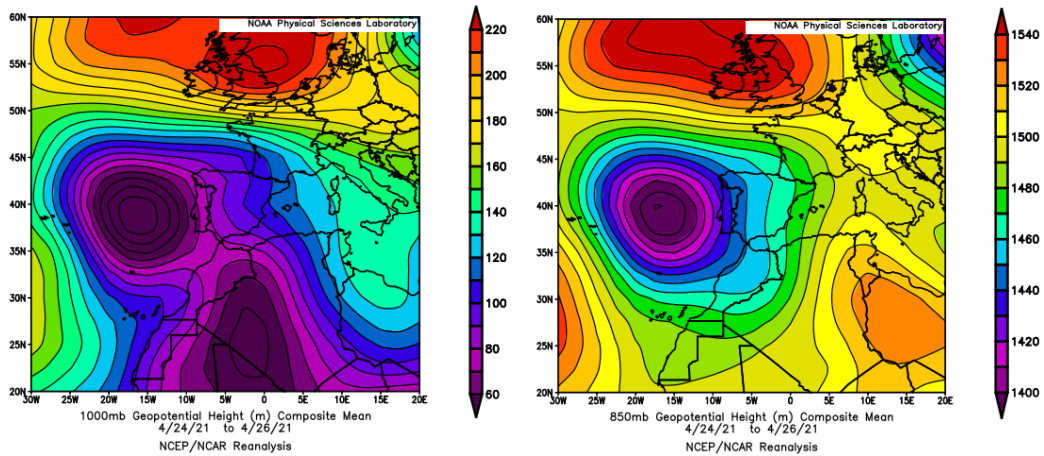 NOAA Physical Sciences Laboratory
60N
55N
50N
45N
40N
35N
30N
25N
20N
30W 25W 20W 15W 10W 5W 0 5E 10E 15E 20E
220
200
180
160
140
120
100
80
60
1000mb Geopotential Height (m) Composite Mean
4/24/21 to 4/26/21
NCEP/NCAR Reanalysis
NOAA Physical Sciences Laboratory
60N
55N
50N
45N
40N
35N
30N
25N
20N
30W 25W 20W 15W 10W 5W 0 5E 10E 15E 20E
1540
1520
1500
1480
1460
1440
1420
1400
850mb Geopotential Height (m) Composite Mean
4/24/21 to 4/26/21
NCEP/NCAR Reanalysis